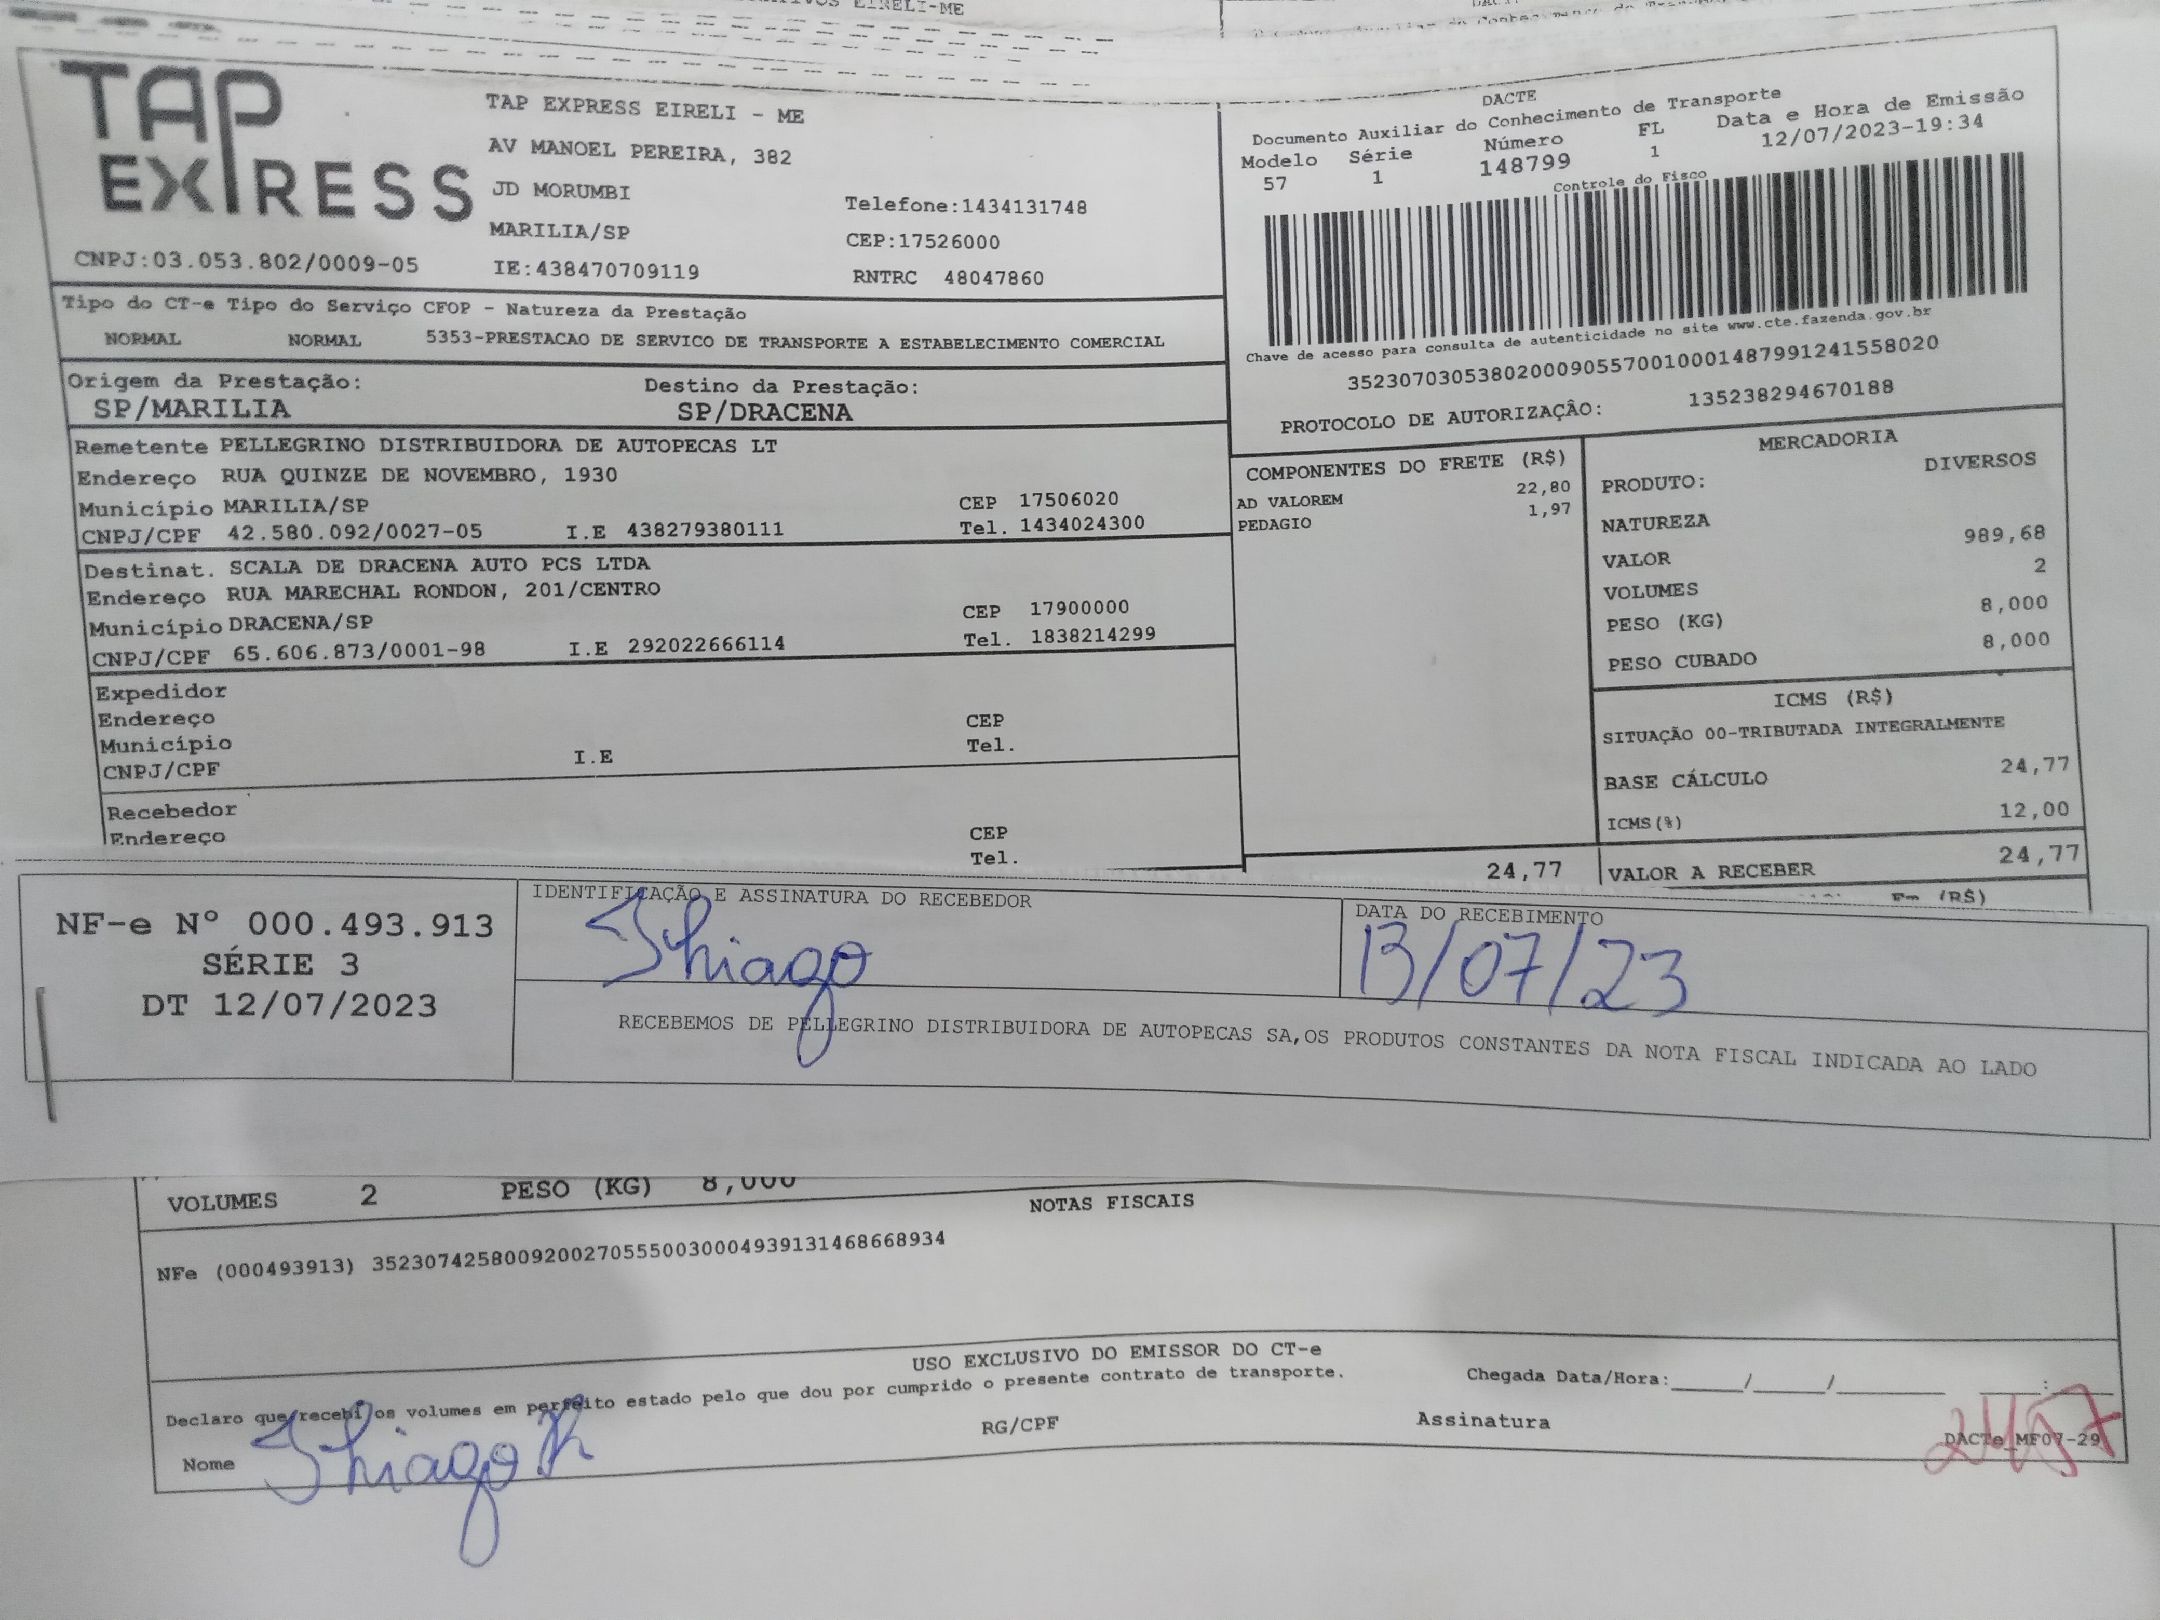 EIRELI-ME
TAP EXPRESS
TAP EXPRESS EIRELI - ME
AV MANOEL PEREIRA, 382
JD MORUMBI
MARILIA/SP
Telefone:1434131748
CEP:17526000
CNPJ:03.053.802/0009-05
IE:438470709119
RNTRC 48047860
DACTE
Documento Auxiliar do Conhecimento de Transporte
Modelo Série Número FL Data e Hora de Emissão
57 1 148799 1 12/07/2023-19:34
Controle do Fisco
Chave de acesso para consulta de autenticidade no site www.cte.fazenda.gov.br
35230703053802000905570010001487991241558020
PROTOCOLO DE AUTORIZAÇÃO: 135238294670188
Tipo do CT-e Tipo do Serviço CFOP - Natureza da Prestação
NORMAL NORMAL 5353-PRESTACAO DE SERVICO DE TRANSPORTE A ESTABELECIMENTO COMERCIAL
Origem da Prestação: Destino da Prestação:
SP/MARILIA SP/DRACENA
Remetente PELLEGRINO DISTRIBUIDORA DE AUTOPECAS LT
Endereço RUA QUINZE DE NOVEMBRO, 1930
Município MARILIA/SP CEP 17506020
CNPJ/CPF 42.580.092/0027-05 I.E 438279380111 Tel. 1434024300
Destinat. SCALA DE DRACENA AUTO PCS LTDA
Endereço RUA MARECHAL RONDON, 201/CENTRO
Município DRACENA/SP CEP 17900000
CNPJ/CPF 65.606.873/0001-98 I.E 292022666114 Tel. 1838214299
Expedidor
Endereço CEP
Município Tel.
CNPJ/CPF I.E
Recebedor
Endereço CEP
Tel.
COMPONENTES DO FRETE (R$)
AD VALOREM 22,80
PEDAGIO 1,97
24,77
MERCADORIA
PRODUTO: DIVERSOS
NATUREZA
VALOR 989,68
VOLUMES 2
PESO (KG) 8,000
PESO CUBADO 8,000
ICMS (R$)
SITUAÇÃO 00-TRIBUTADA INTEGRALMENTE
BASE CÁLCULO 24,77
ICMS(%) 12,00
VALOR A RECEBER 24,77
(R$)
NF-e Nº 000.493.913
SÉRIE 3
DT 12/07/2023
IDENTIFICAÇÃO E ASSINATURA DO RECEBEDOR
Thiago
DATA DO RECEBIMENTO
13/07/23
RECEBEMOS DE PELLEGRINO DISTRIBUIDORA DE AUTOPECAS SA,OS PRODUTOS CONSTANTES DA NOTA FISCAL INDICADA AO LADO
VOLUMES 2 PESO (KG) 8,000
NOTAS FISCAIS
NFe (000493913) 35230742580092002705550030004939131468668934
USO EXCLUSIVO DO EMISSOR DO CT-e
Declaro que recebi os volumes em perfeito estado pelo que dou por cumprido o presente contrato de transporte.
Chegada Data/Hora:______/______/_________ ____:____
Nome Thiago RG/CPF Assinatura
DACTe_MF07-29